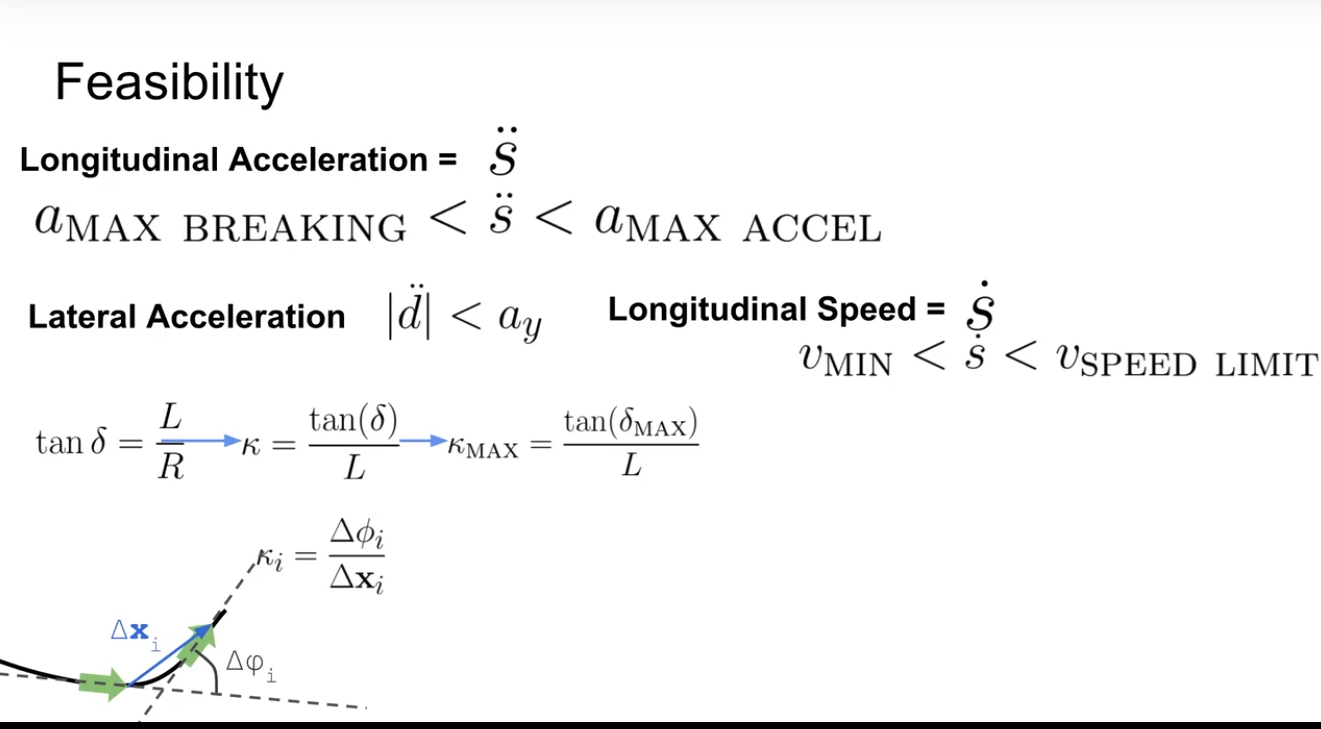 Feasibility
Longitudinal Acceleration = s̈
a_MAX BREAKING < s̈ < a_MAX ACCEL
Lateral Acceleration |d̈| < a_y
Longitudinal Speed = ṡ
v_MIN < ṡ < v_SPEED LIMIT
tan δ = L/R → κ = tan(δ)/L → κ_MAX = tan(δ_MAX)/L
κ_i = Δϕ_i/Δx_i
Δx_i
Δφ_i